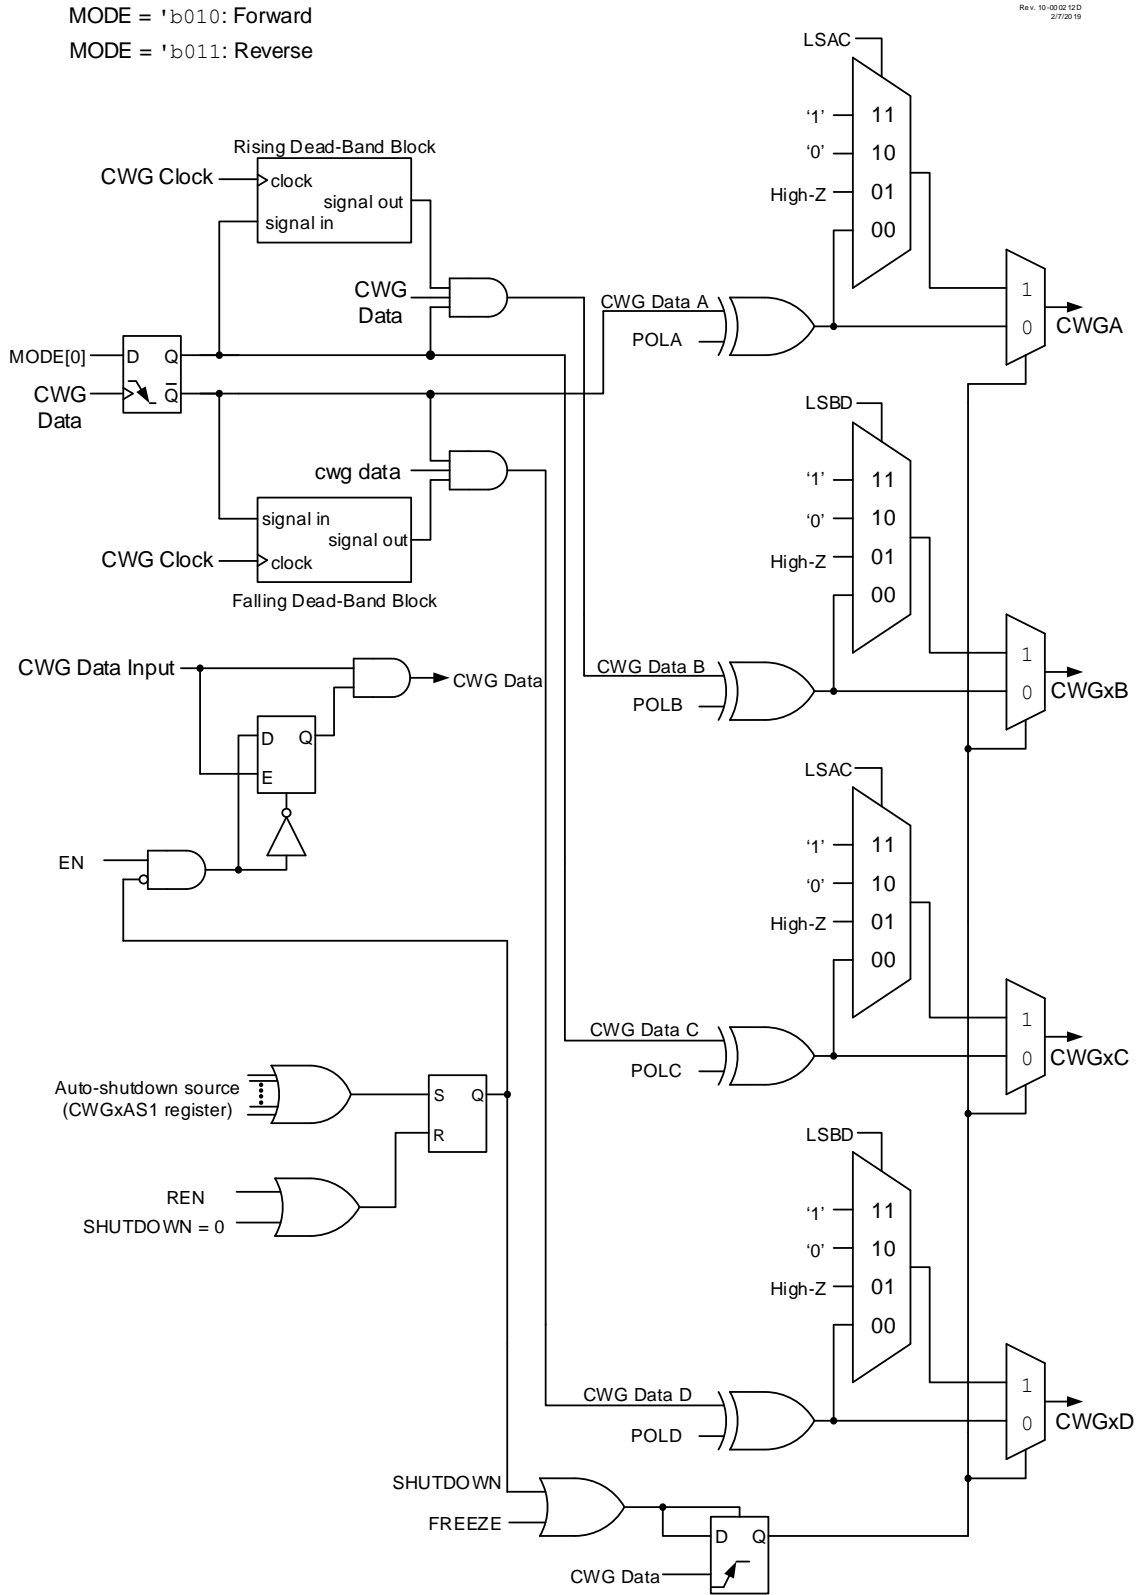 MODE = 'b010: Forward
MODE = 'b011: Reverse
Rev. 10-000212D
2/7/2019
Rising Dead-Band Block
CWG Clock
clock
signal out
signal in
CWG
Data
MODE[0]
D Q
CWG
Data
Q
cwg data
signal in
signal out
CWG Clock
clock
Falling Dead-Band Block
CWG Data Input
CWG Data
D Q
E
EN
Auto-shutdown source
(CWGxAS1 register)
S Q
R
REN
SHUTDOWN = 0
SHUTDOWN
FREEZE
D Q
CWG Data
LSAC
'1' 11
'0' 10
High-Z 01
00
CWG Data A
POLA
1
0
CWGA
LSBD
'1' 11
'0' 10
High-Z 01
00
CWG Data B
POLB
1
0
CWGxB
LSAC
'1' 11
'0' 10
High-Z 01
00
CWG Data C
POLC
1
0
CWGxC
LSBD
'1' 11
'0' 10
High-Z 01
00
CWG Data D
POLD
1
0
CWGxD